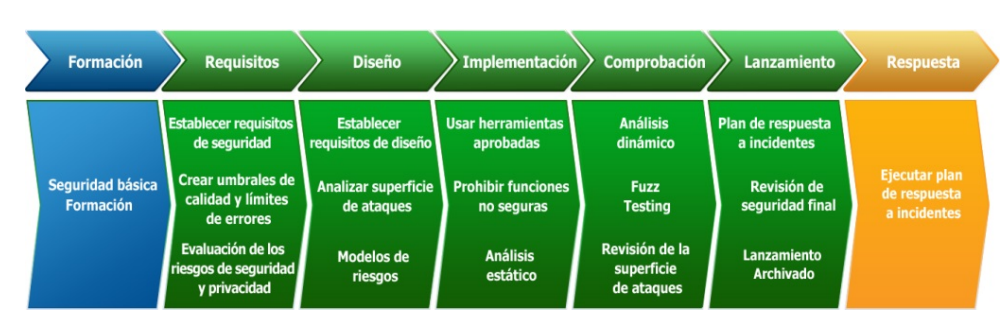 Formación
Requisitos
Diseño
Implementación
Comprobación
Lanzamiento
Respuesta
Seguridad básica
Formación
Establecer requisitos
de seguridad
Crear umbrales de
calidad y límites
de errores
Evaluación de los
riesgos de seguridad
y privacidad
Establecer
requisitos de diseño
Analizar superficie
de ataques
Modelos de
riesgos
Usar herramientas
aprobadas
Prohibir funciones
no seguras
Análisis
estático
Análisis
dinámico
Fuzz
Testing
Revisión de la
superficie
de ataques
Plan de respuesta
a incidentes
Revisión de
seguridad final
Lanzamiento
Archivado
Ejecutar plan
de respuesta
a incidentes